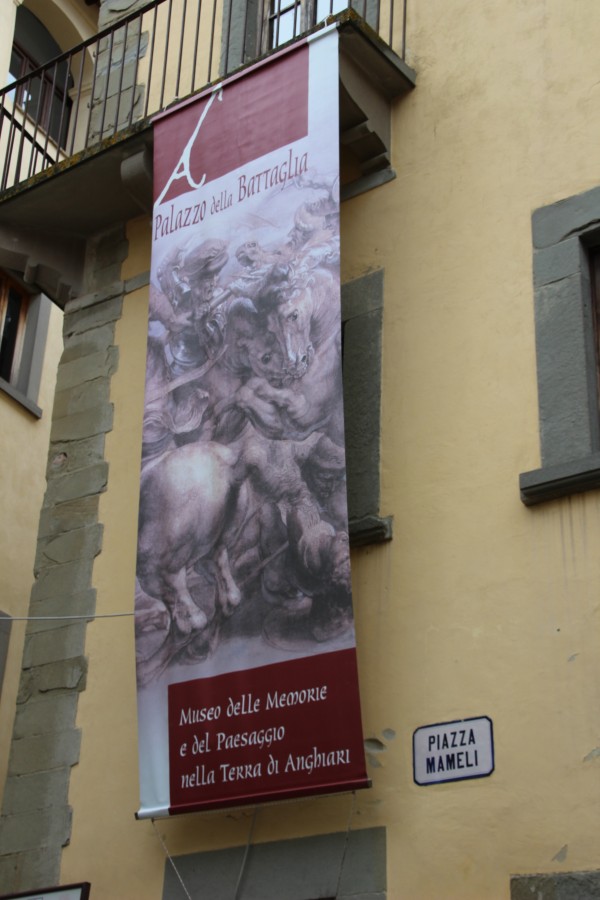 A
Palazzo della Battaglia
Museo delle Memorie
e del Paesaggio
nella Terra di Anghiari
PIAZZA
MAMELI